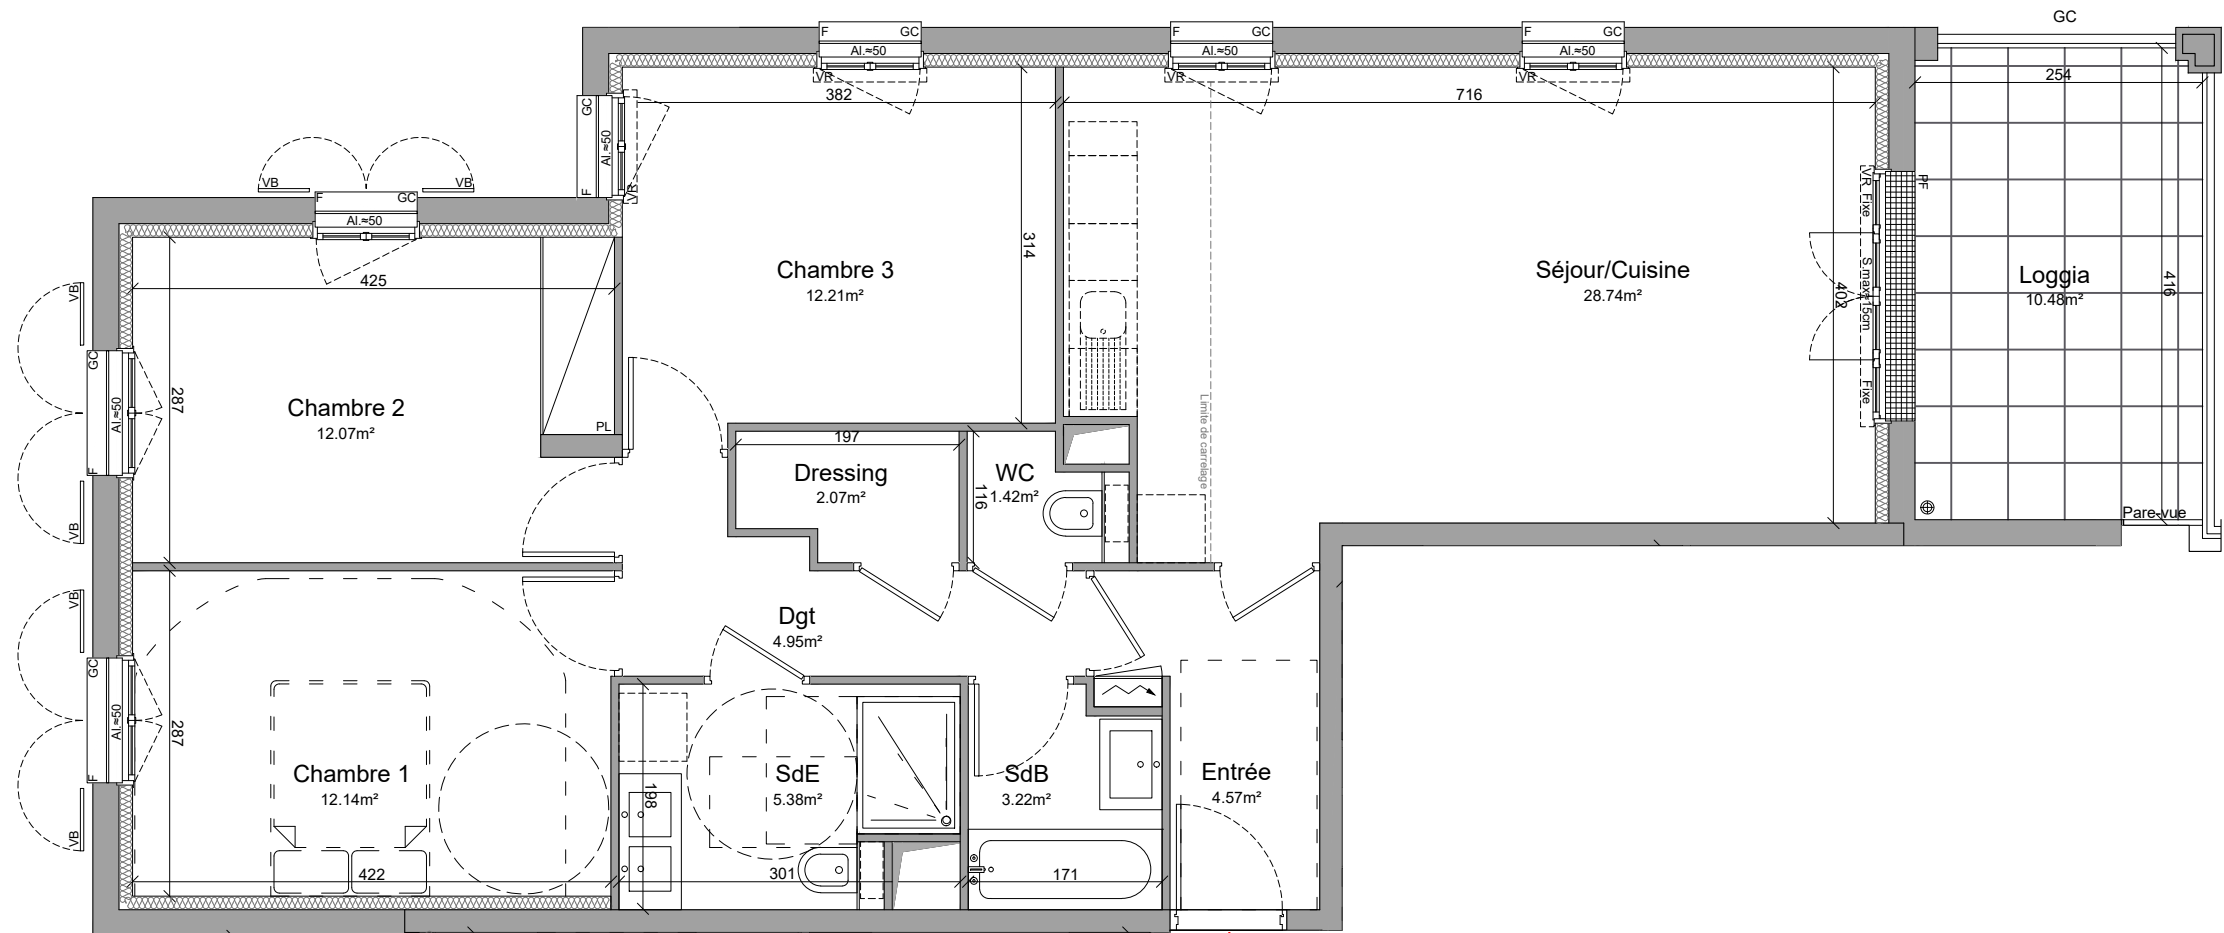 GC
F GC
Al.≈50
VR
F GC
Al.≈50
VR
F GC
Al.≈50
VR
382
716
254
GC
Al.≈50
F
VR
VB
VB
F GC
Al.≈50
425
314
Chambre 3
12.21m²
Séjour/Cuisine
28.74m²
402
VR
Fixe
S.max≈15cm
Fixe
PF
Loggia
10.48m²
416
VB
GC
Al.≈50
F
VB
287
Chambre 2
12.07m²
PL
197
Dressing
2.07m²
WC
1.42m²
116
Limite de carrelage
Pare-vue
VB
GC
Al.≈50
F
VB
287
Dgt
4.95m²
Chambre 1
12.14m²
198
SdE
5.38m²
SdB
3.22m²
Entrée
4.57m²
422
301
171